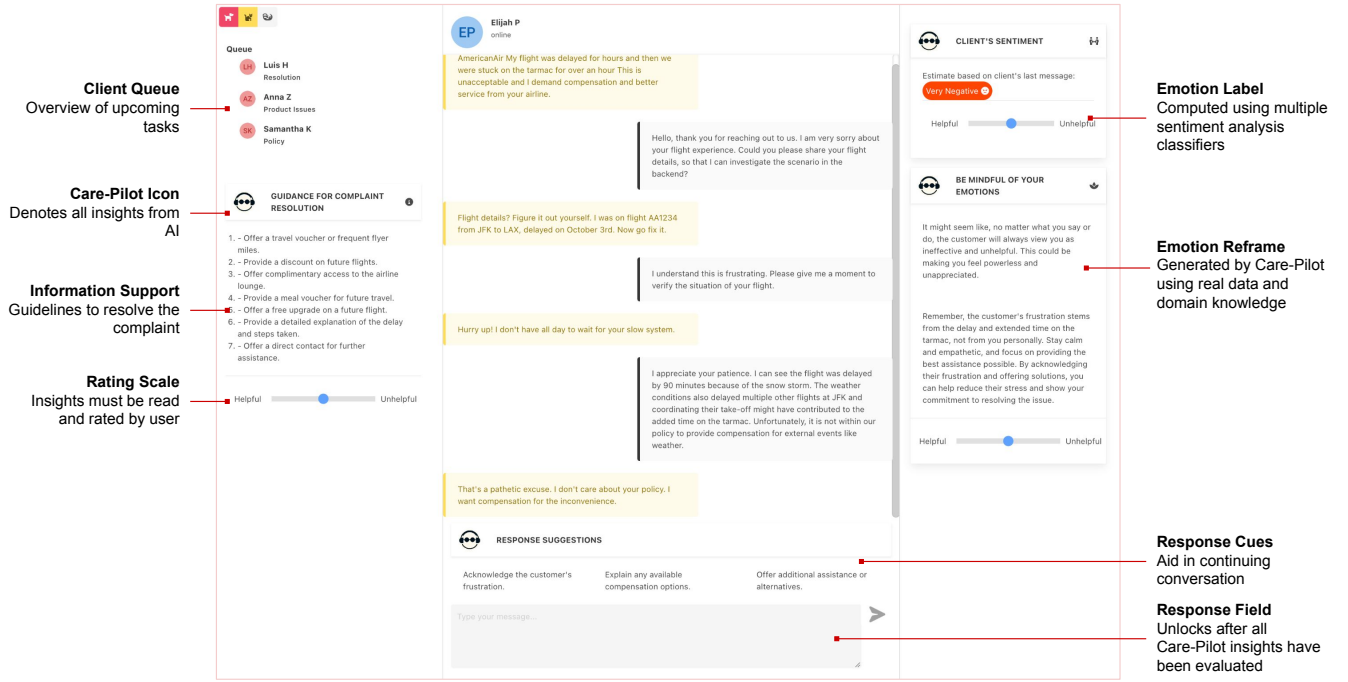 Client Queue
Overview of upcoming
tasks
Care-Pilot Icon
Denotes all insights from
AI
Information Support
Guidelines to resolve the
complaint
Rating Scale
Insights must be read
and rated by user
Queue
LH
Luis H
Resolution
AZ
Anna Z
Product Issues
SK
Samantha K
Policy
GUIDANCE FOR COMPLAINT
RESOLUTION
1. - Offer a travel voucher or frequent flyer
miles.
2. - Provide a discount on future flights.
3. - Offer complimentary access to the airline
lounge.
4. - Provide a meal voucher for future travel.
5. - Offer a free upgrade on a future flight.
6. - Provide a detailed explanation of the delay
and steps taken.
7. - Offer a direct contact for further
assistance.
Helpful Unhelpful
EP
Elijah P
online
AmericanAir My flight was delayed for hours and then we
were stuck on the tarmac for over an hour This is
unacceptable and I demand compensation and better
service from your airline.
Hello, thank you for reaching out to us. I am very sorry about
your flight experience. Could you please share your flight
details, so that I can investigate the scenario in the
backend?
Flight details? Figure it out yourself. I was on flight AA1234
from JFK to LAX, delayed on October 3rd. Now go fix it.
I understand this is frustrating. Please give me a moment to
verify the situation of your flight.
Hurry up! I don't have all day to wait for your slow system.
I appreciate your patience. I can see the flight was delayed
by 90 minutes because of the snow storm. The weather
conditions also delayed multiple other flights at JFK and
coordinating their take-off might have contributed to the
added time on the tarmac. Unfortunately, it is not within our
policy to provide compensation for external events like
weather.
That's a pathetic excuse. I don't care about your policy. I
want compensation for the inconvenience.
RESPONSE SUGGESTIONS
Acknowledge the customer's
frustration.
Explain any available
compensation options.
Offer additional assistance or
alternatives.
Type your message...
CLIENT'S SENTIMENT
Estimate based on client's last message:
Very Negative
Helpful Unhelpful
BE MINDFUL OF YOUR
EMOTIONS
It might seem like, no matter what you say or
do, the customer will always view you as
ineffective and unhelpful. This could be
making you feel powerless and
unappreciated.
Remember, the customer's frustration stems
from the delay and extended time on the
tarmac, not from you personally. Stay calm
and empathetic, and focus on providing the
best assistance possible. By acknowledging
their frustration and offering solutions, you
can help reduce their stress and show your
commitment to resolving the issue.
Helpful Unhelpful
Emotion Label
Computed using multiple
sentiment analysis
classifiers
Emotion Reframe
Generated by Care-Pilot
using real data and
domain knowledge
Response Cues
Aid in continuing
conversation
Response Field
Unlocks after all
Care-Pilot insights have
been evaluated